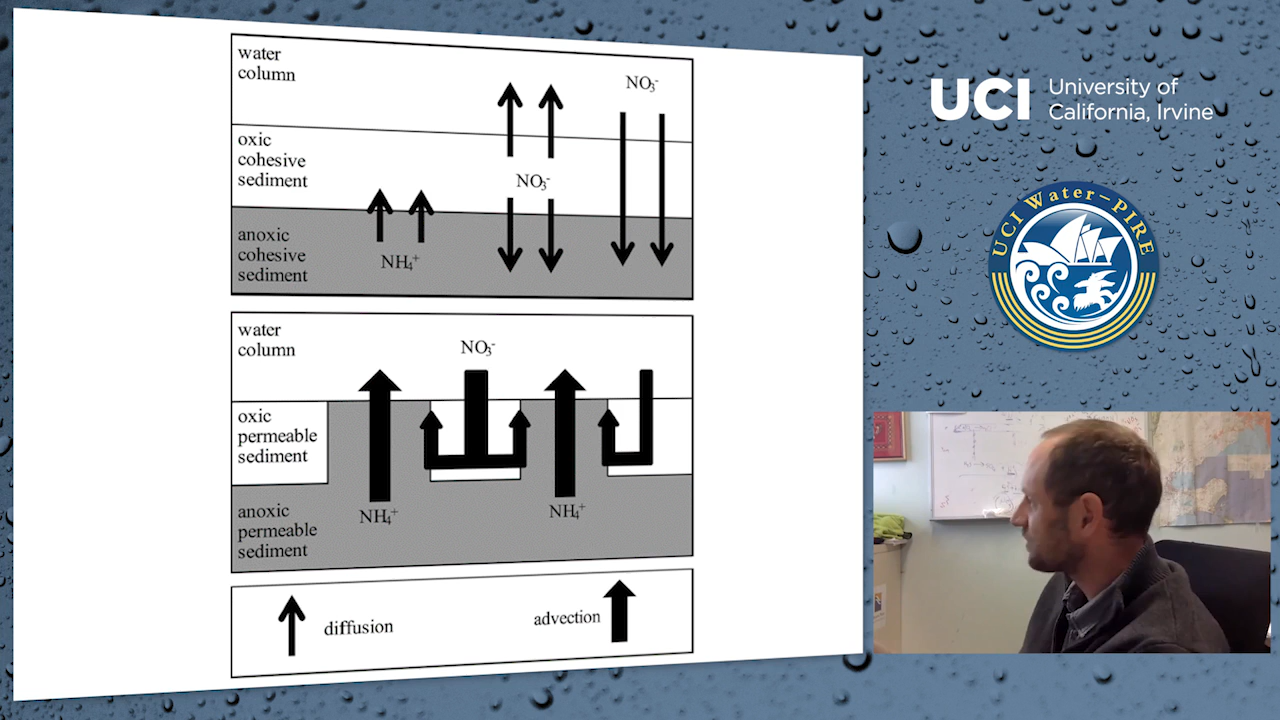 water
column
NO₃⁻
oxic
cohesive
sediment
NO₃⁻
anoxic
cohesive
sediment
NH₄⁺
water
column
NO₃⁻
oxic
permeable
sediment
anoxic
permeable
sediment
NH₄⁺
NH₄⁺
diffusion
advection
UCI
University of
California, Irvine
UCI Water-PIRE